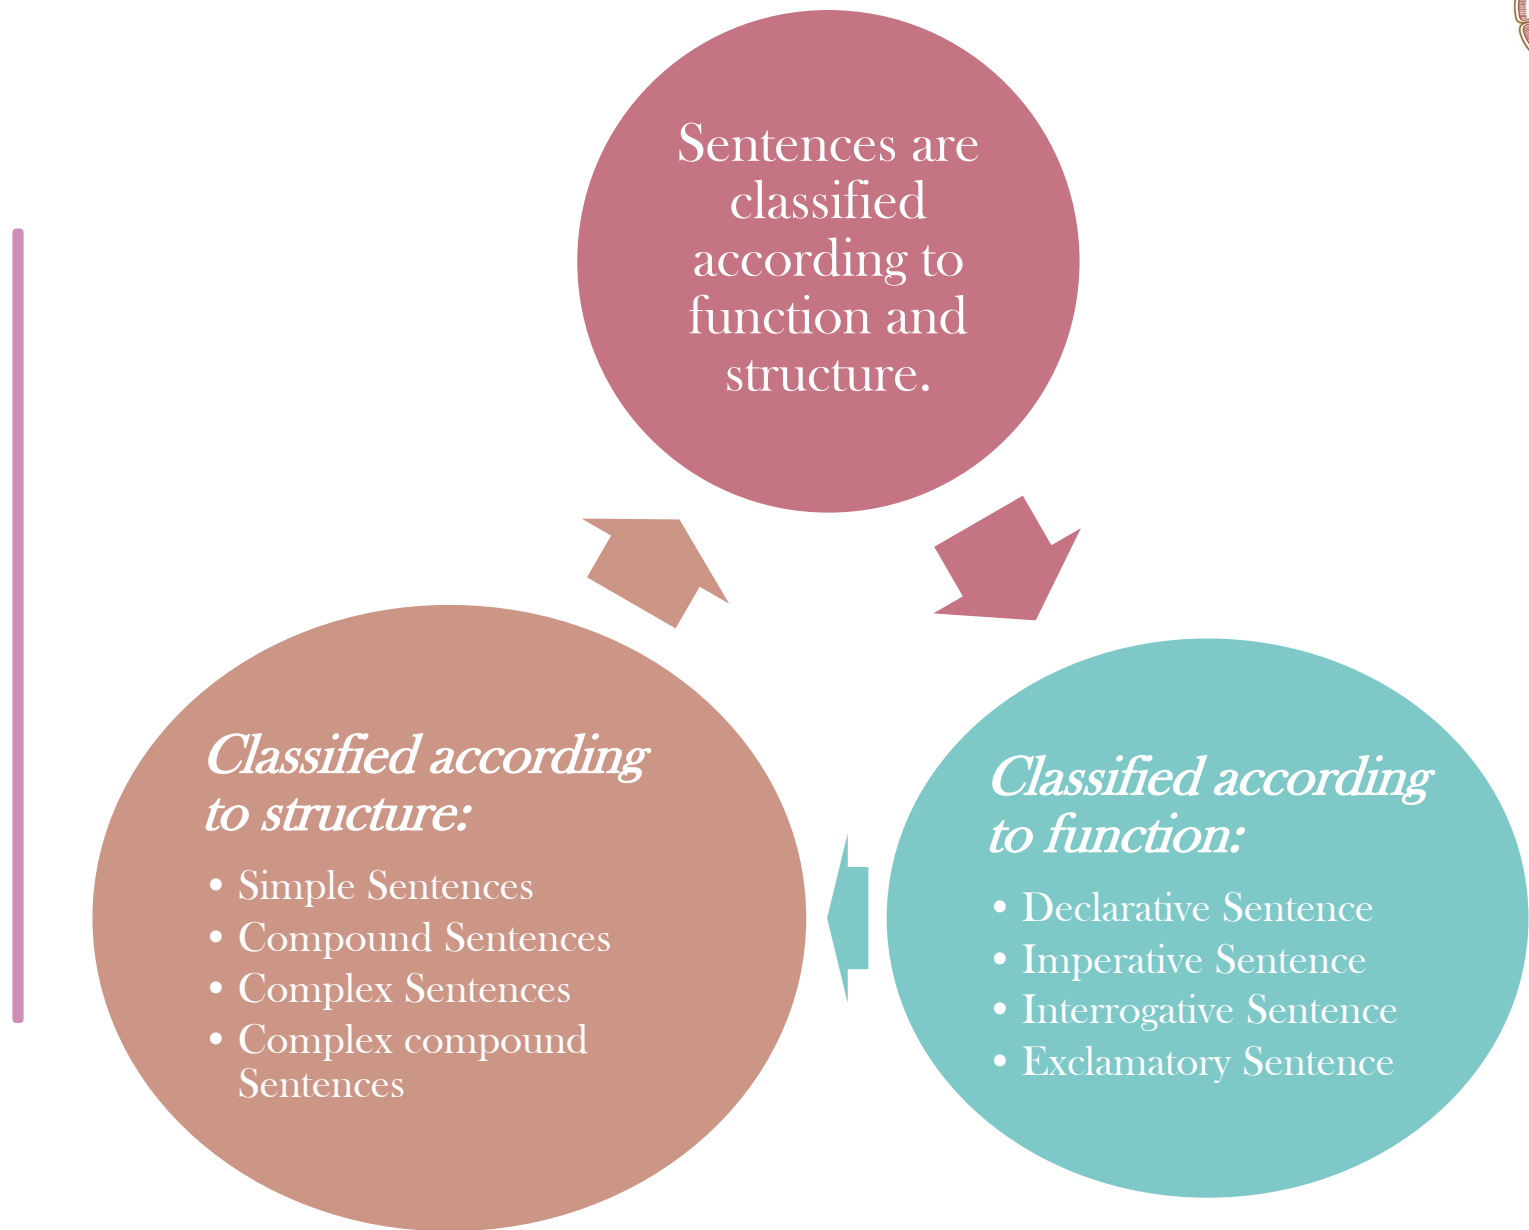 Sentences are
classified
according to
function and
structure.
Classified according
to structure:
• Simple Sentences
• Compound Sentences
• Complex Sentences
• Complex compound
Sentences
Classified according
to function:
• Declarative Sentence
• Imperative Sentence
• Interrogative Sentence
• Exclamatory Sentence